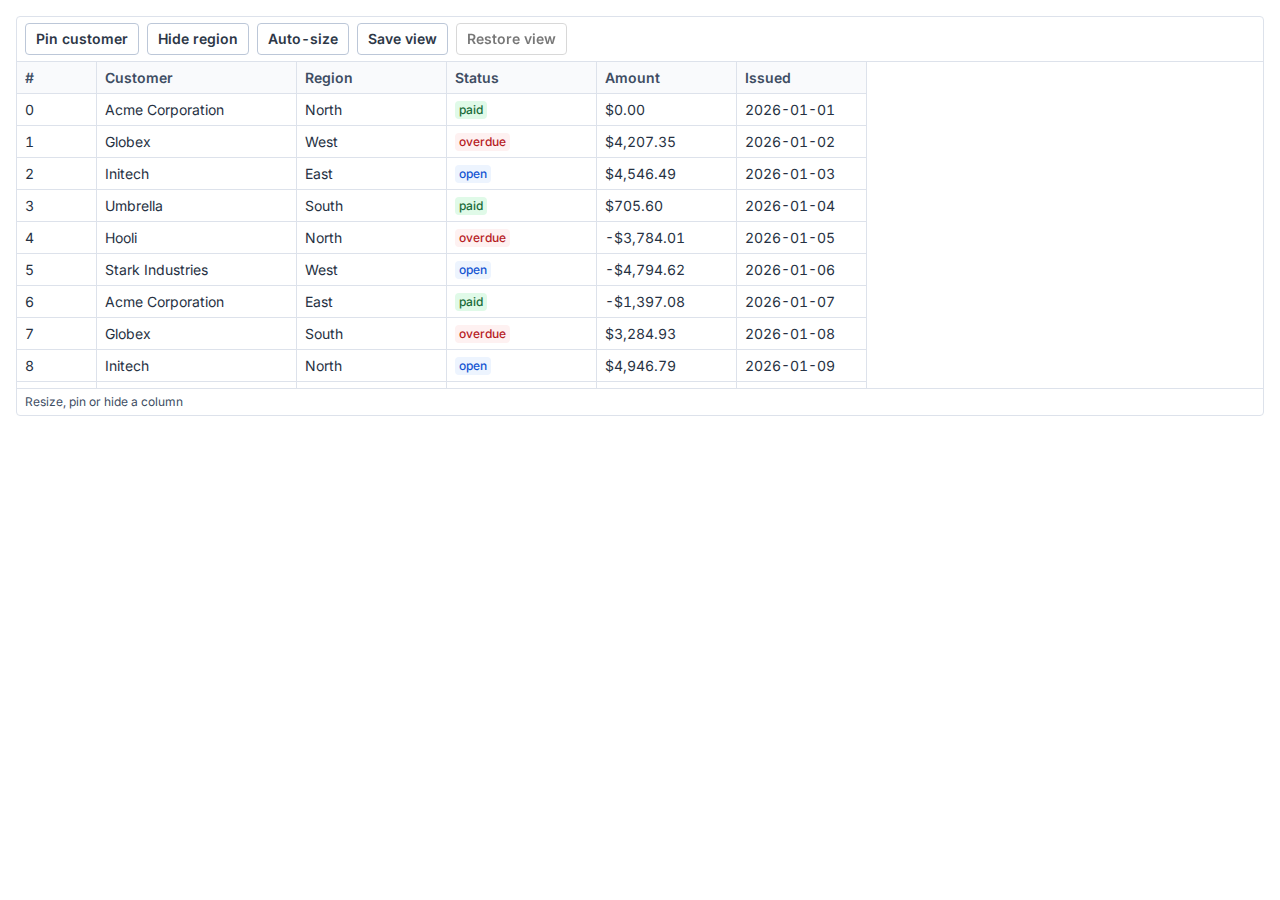 Pin customer Hide region Auto-size Save view Restore view
# Customer Region Status Amount Issued
0 Acme Corporation North paid $0.00 2026-01-01
1 Globex West overdue $4,207.35 2026-01-02
2 Initech East open $4,546.49 2026-01-03
3 Umbrella South paid $705.60 2026-01-04
4 Hooli North overdue -$3,784.01 2026-01-05
5 Stark Industries West open -$4,794.62 2026-01-06
6 Acme Corporation East paid -$1,397.08 2026-01-07
7 Globex South overdue $3,284.93 2026-01-08
8 Initech North open $4,946.79 2026-01-09
Resize, pin or hide a column